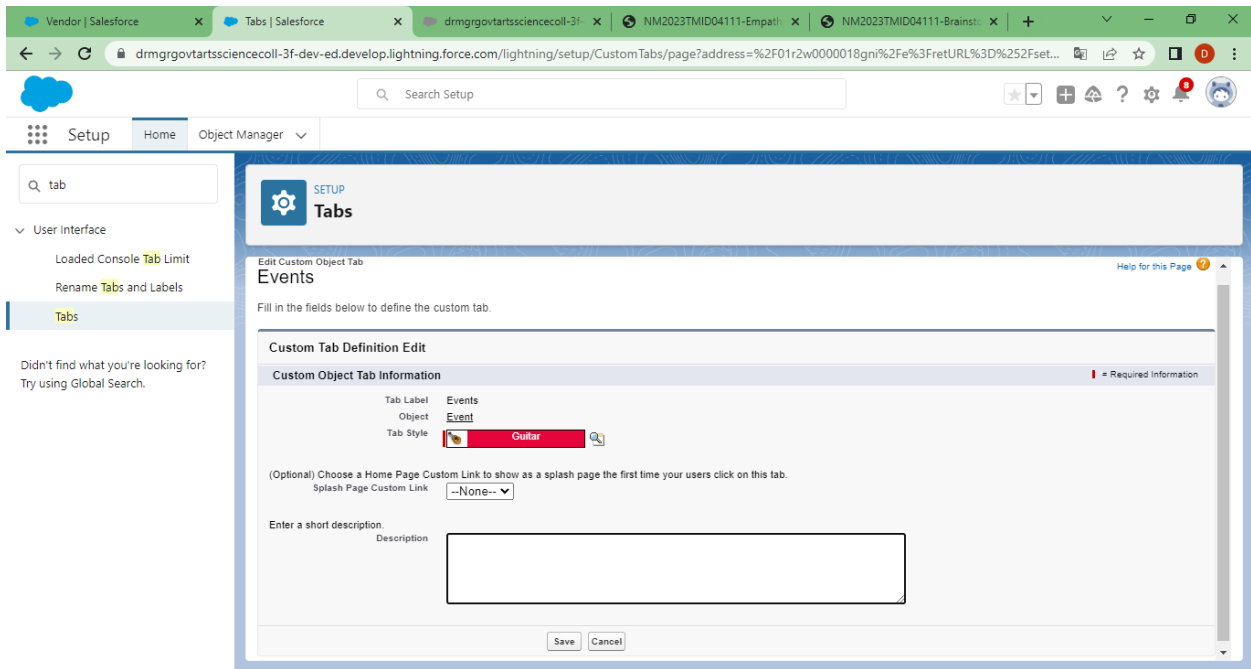 Vendor | Salesforce
Tabs | Salesforce
drmgrgovtartssciencecoll-3f-
NM2023TMID04111-Empath
NM2023TMID04111-Brainsto
drmgrgovtartssciencecoll-3f-dev-ed.develop.lightning.force.com/lightning/setup/CustomTabs/page?address=%2F01r2w0000018gni%2Fe%3FretURL%3D%252Fset...
D
Search Setup
8
Setup
Home
Object Manager
tab
User Interface
Loaded Console Tab Limit
Rename Tabs and Labels
Tabs
Didn't find what you're looking for?
Try using Global Search.
SETUP
Tabs
Edit Custom Object Tab
Events
Help for this Page
Fill in the fields below to define the custom tab.
Custom Tab Definition Edit
Custom Object Tab Information
= Required Information
Tab Label Events
Object Event
Tab Style Guitar
(Optional) Choose a Home Page Custom Link to show as a splash page the first time your users click on this tab.
Splash Page Custom Link --None--
Enter a short description.
Description
Save Cancel